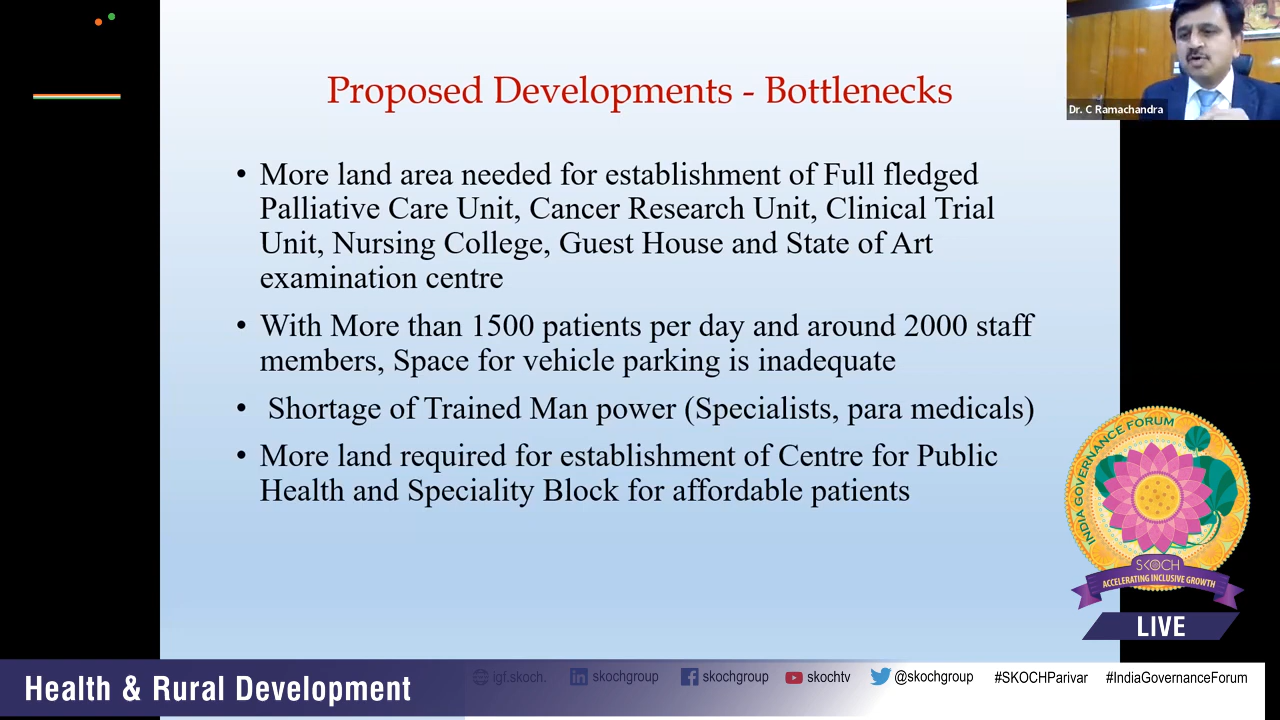 Proposed Developments - Bottlenecks
• More land area needed for establishment of Full fledged
Palliative Care Unit, Cancer Research Unit, Clinical Trial
Unit, Nursing College, Guest House and State of Art
examination centre
• With More than 1500 patients per day and around 2000 staff
members, Space for vehicle parking is inadequate
• Shortage of Trained Man power (Specialists, para medicals)
• More land required for establishment of Centre for Public
Health and Speciality Block for affordable patients
Dr. C Ramachandra
INDIA GOVERNANCE FORUM
SKOCH
ACCELERATING INCLUSIVE GROWTH
LIVE
Health & Rural Development
igf.skoch. skochgroup skochgroup skochtv @skochgroup #SKOCHParivar #IndiaGovernanceForum